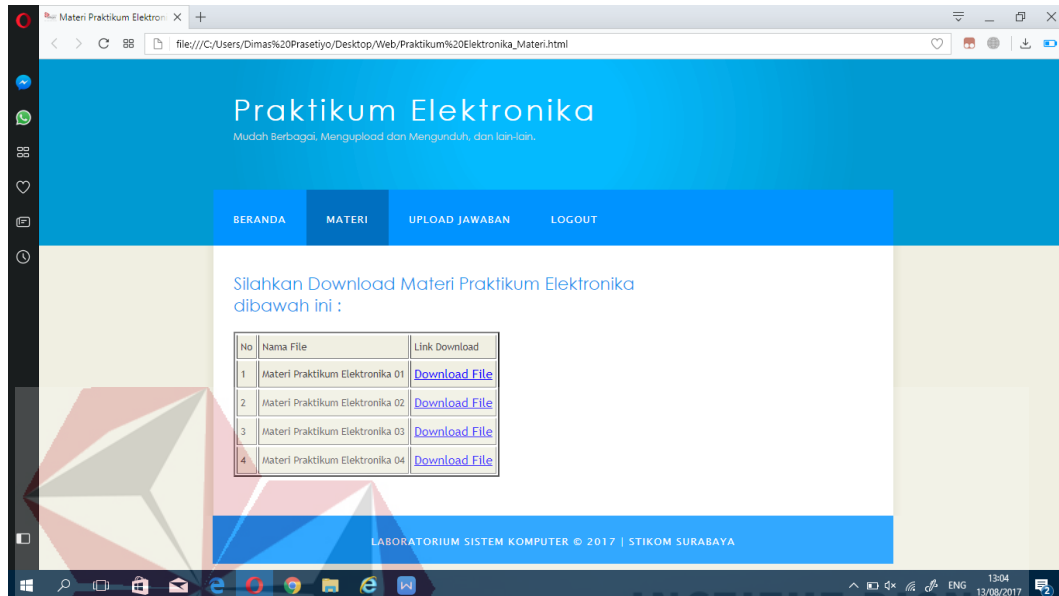 Materi Praktikum Elektron
file:///C:/Users/Dimas%20Prasetiyo/Desktop/Web/Praktikum%20Elektronika_Materi.html
Praktikum Elektronika
Mudah Berbagai, Mengupload dan Mengunduh, dan lain-lain.
BERANDA MATERI UPLOAD JAWABAN LOGOUT
Silahkan Download Materi Praktikum Elektronika
dibawah ini :
No Nama File Link Download
1 Materi Praktikum Elektronika 01 Download File
2 Materi Praktikum Elektronika 02 Download File
3 Materi Praktikum Elektronika 03 Download File
4 Materi Praktikum Elektronika 04 Download File
LABORATORIUM SISTEM KOMPUTER © 2017 | STIKOM SURABAYA
ENG 13:04
13/08/2017